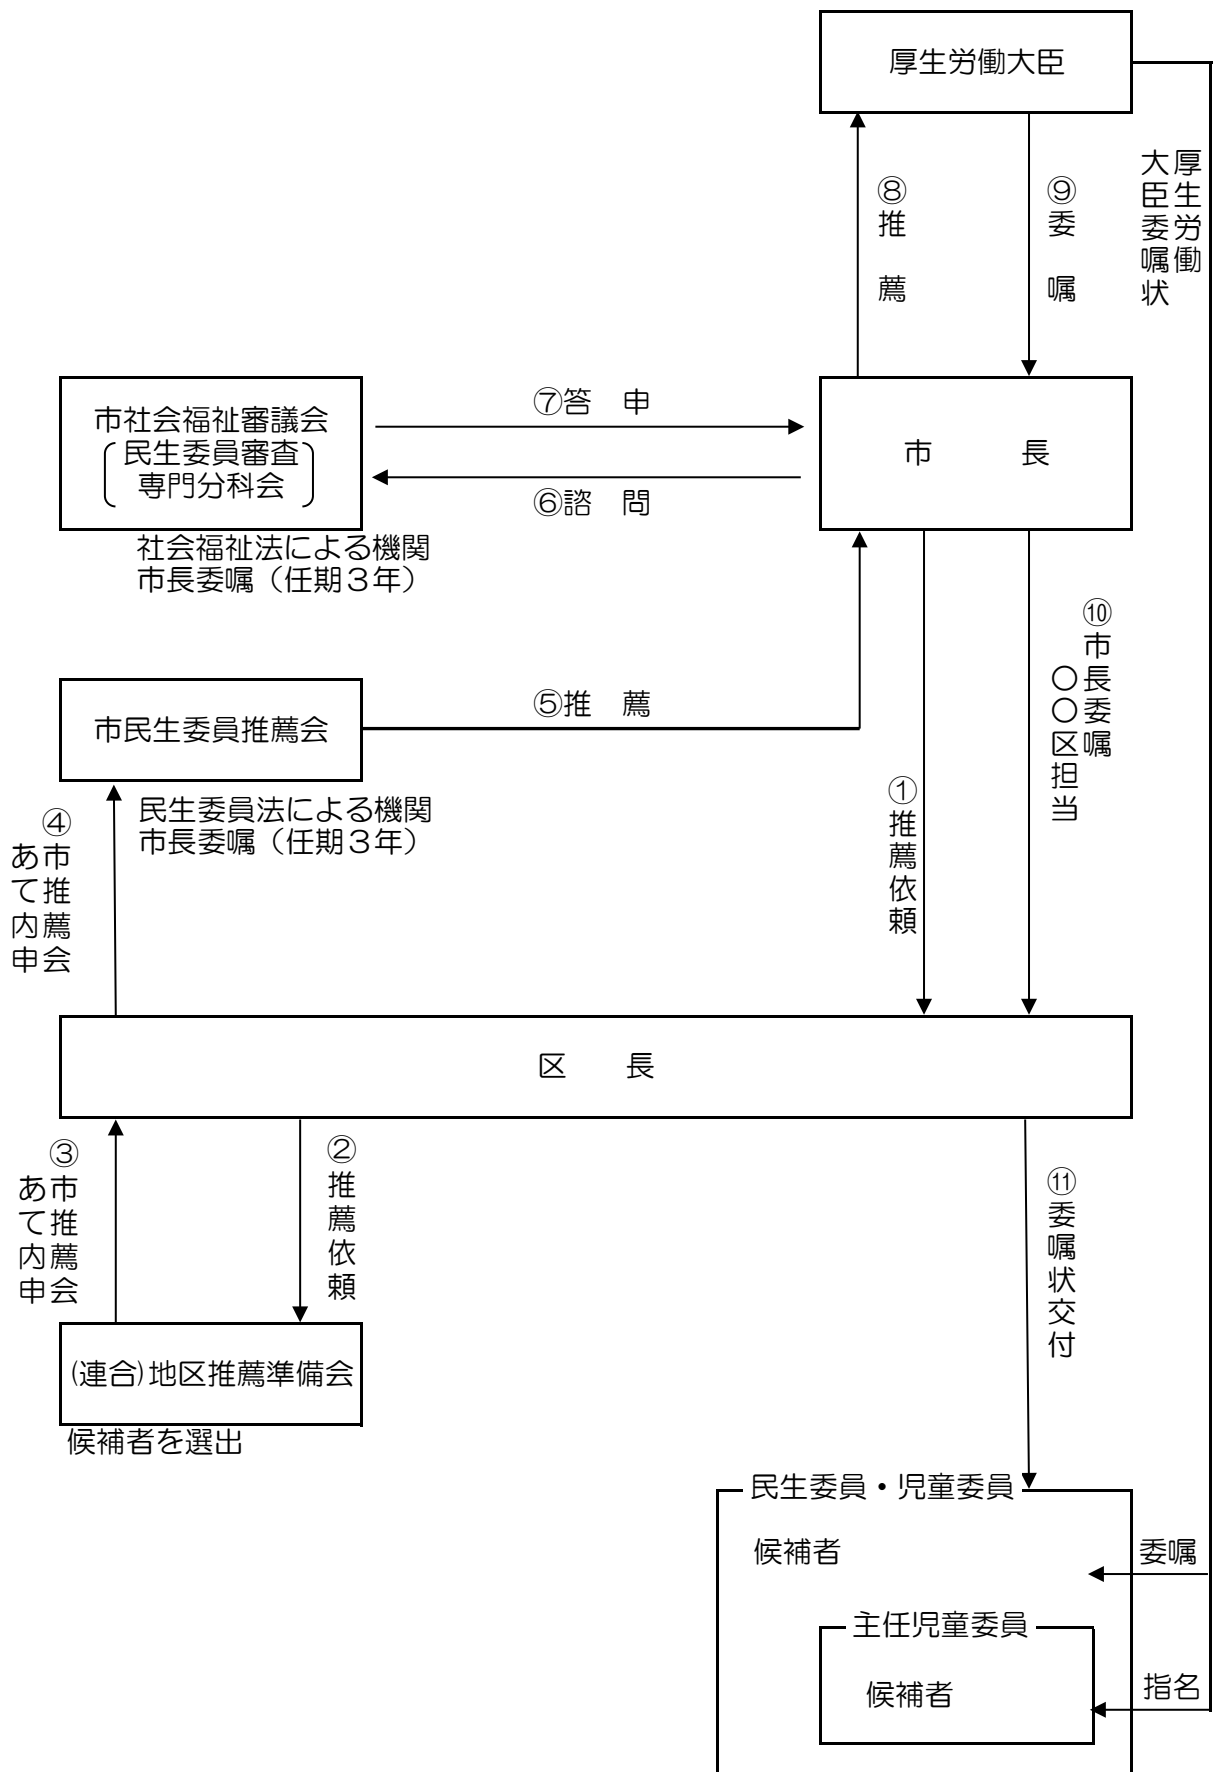 厚生労働大臣
厚生労働
大臣委嘱状
⑧推　薦
⑨委　嘱
市社会福祉審議会
民生委員審査
専門分科会
⑦答　申
⑥諮　問
市　　長
社会福祉法による機関
市長委嘱（任期３年）
⑩市長委嘱
〇〇区担当
市民生委員推薦会
⑤推　薦
①推薦依頼
民生委員法による機関
市長委嘱（任期３年）
④市推薦会
あて内申
区　　長
③市推薦会
あて内申
②推薦依頼
⑪委嘱状交付
(連合)地区推薦準備会
候補者を選出
民生委員・児童委員
候補者
委嘱
主任児童委員
候補者
指名